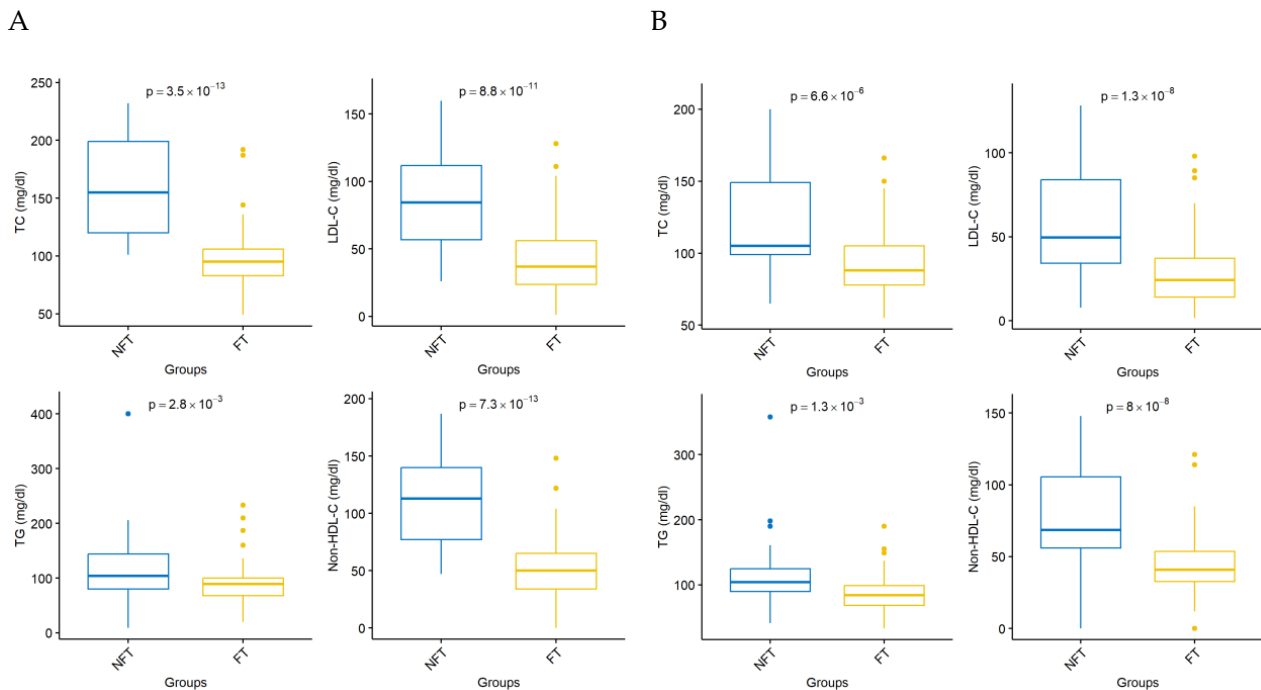 A
B
p = 3.5 × 10⁻¹³
TC (mg/dl)
250
200
150
100
50
NFT
FT
Groups
p = 8.8 × 10⁻¹¹
LDL-C (mg/dl)
150
100
50
0
NFT
FT
Groups
p = 2.8 × 10⁻³
TG (mg/dl)
400
300
200
100
0
NFT
FT
Groups
p = 7.3 × 10⁻¹³
Non-HDL-C (mg/dl)
200
150
100
50
0
NFT
FT
Groups
p = 6.6 × 10⁻⁶
TC (mg/dl)
200
150
100
50
NFT
FT
Groups
p = 1.3 × 10⁻⁸
LDL-C (mg/dl)
100
50
0
NFT
FT
Groups
p = 1.3 × 10⁻³
TG (mg/dl)
300
200
100
NFT
FT
Groups
p = 8 × 10⁻⁸
Non-HDL-C (mg/dl)
150
100
50
0
NFT
FT
Groups